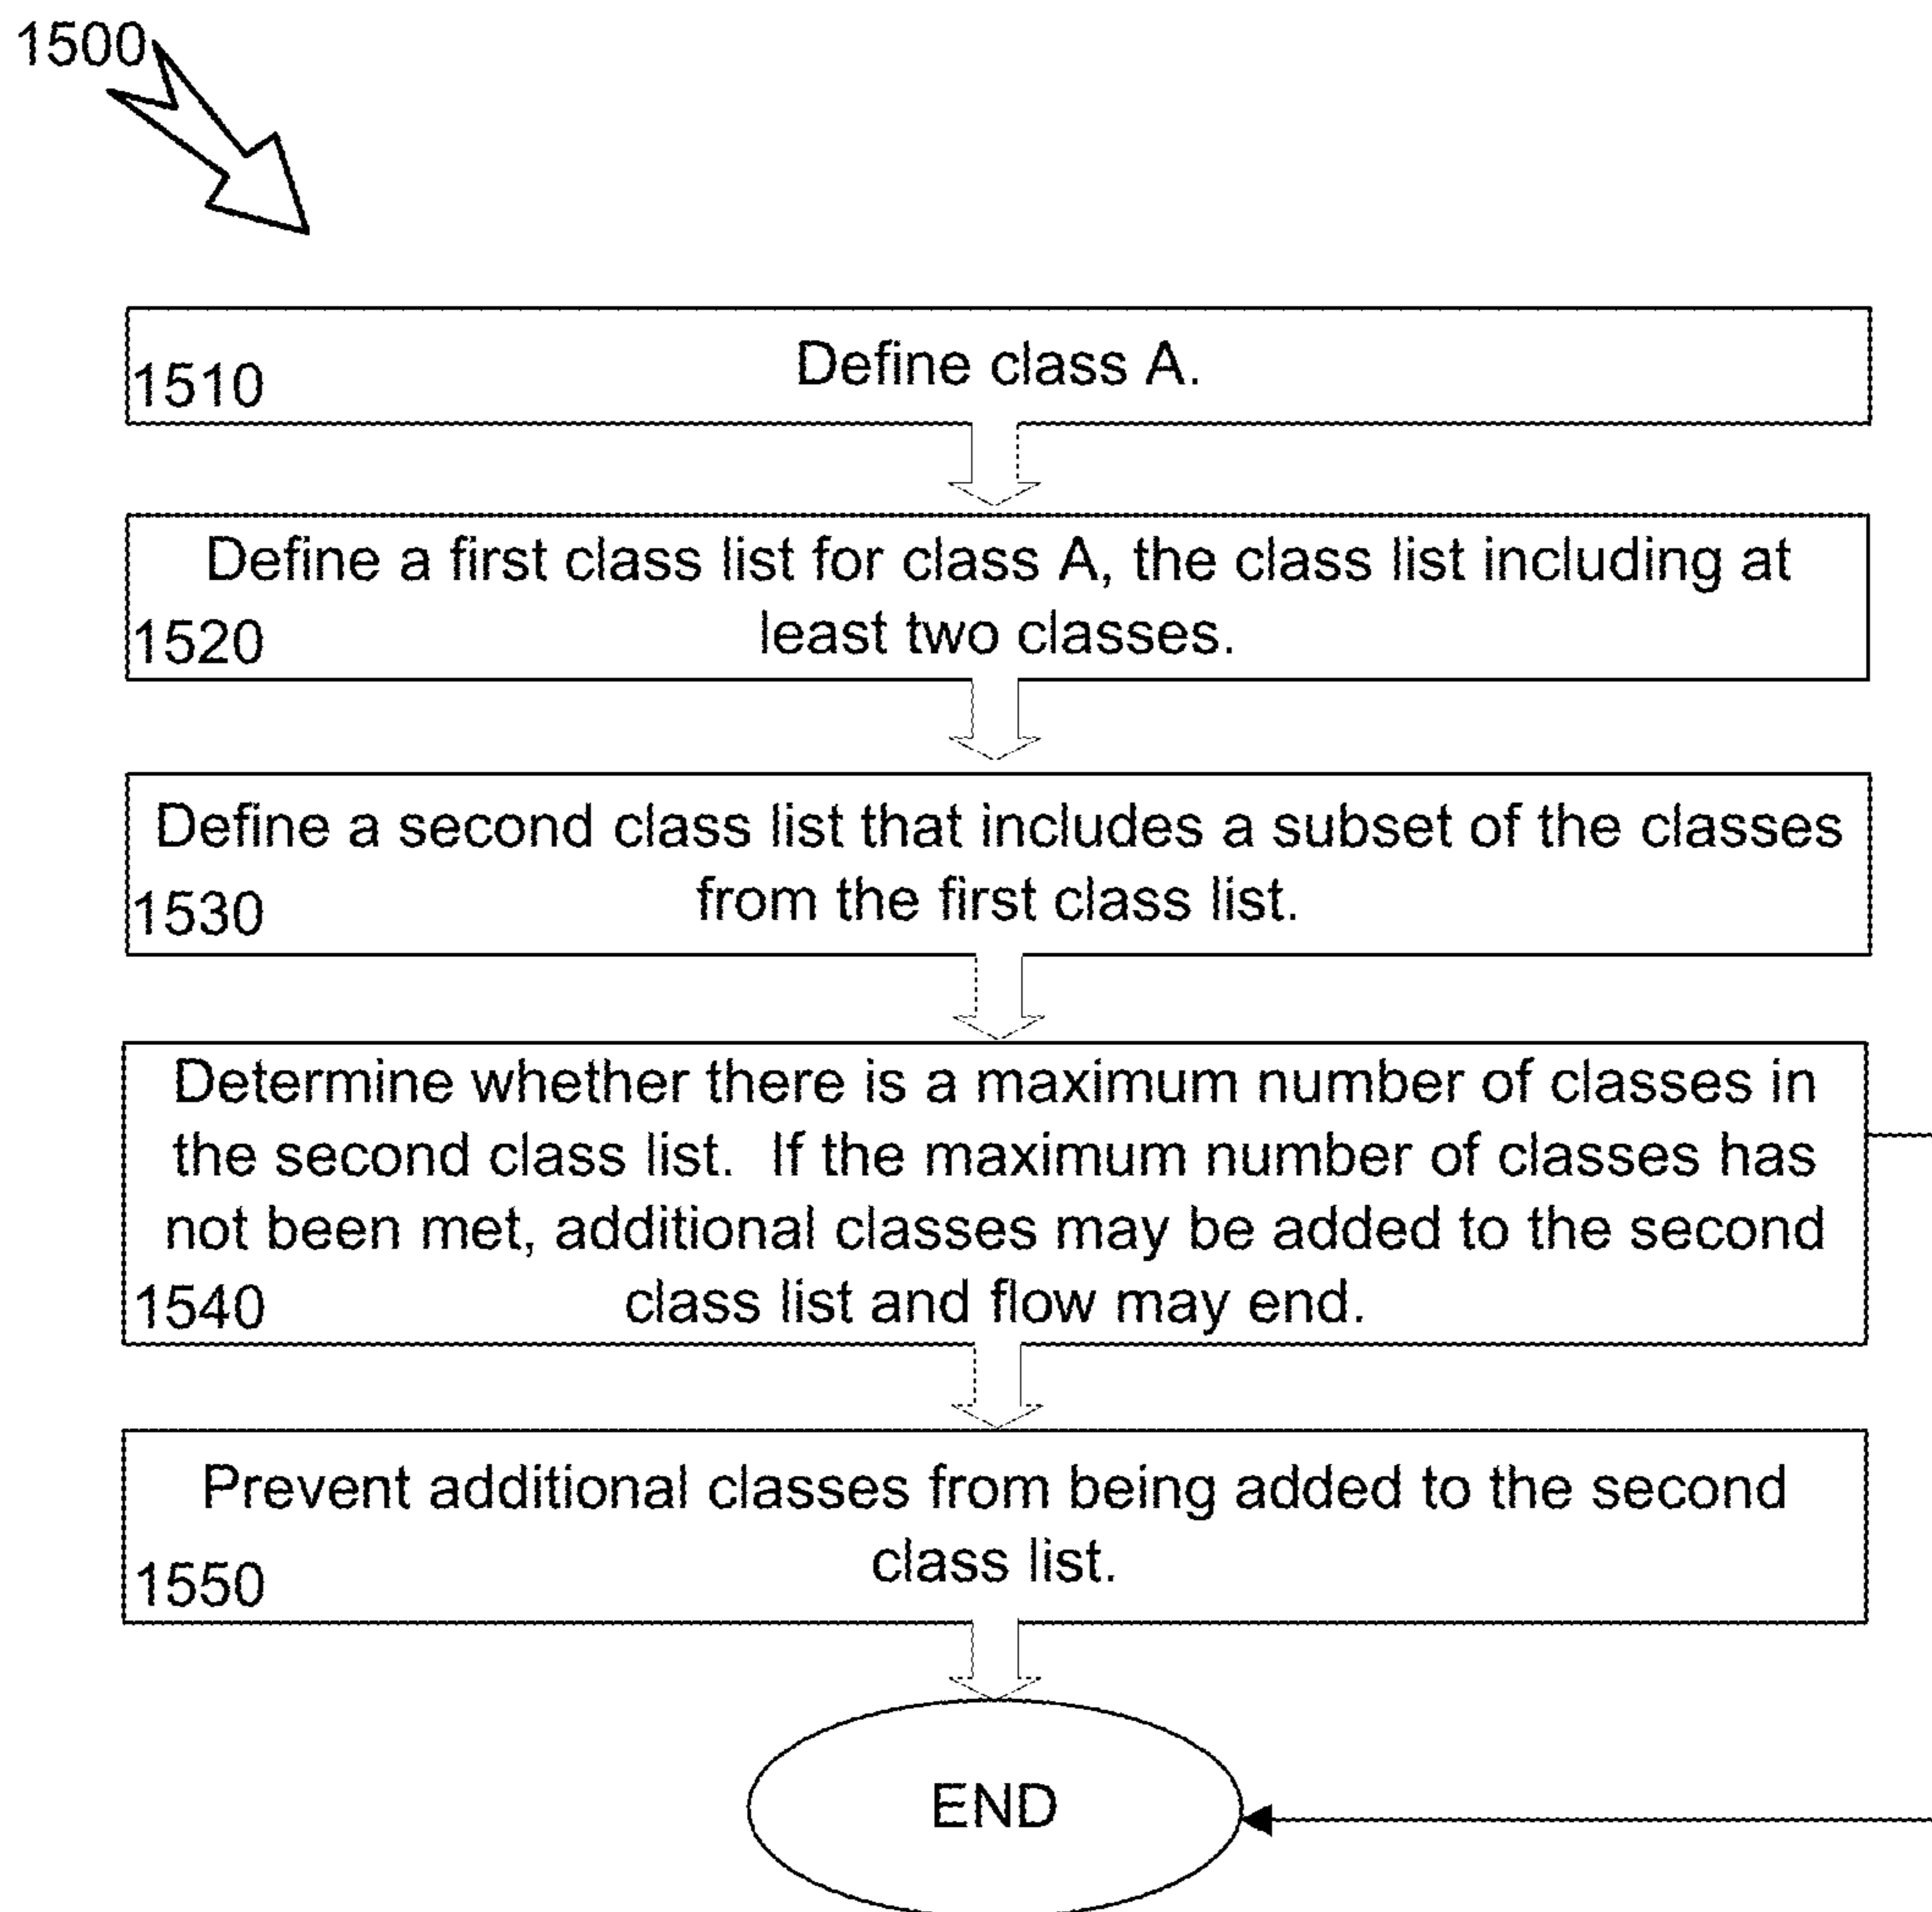 1500
Define class A.
1510
Define a first class list for class A, the class list including at
least two classes.
1520
Define a second class list that includes a subset of the classes
from the first class list.
1530
Determine whether there is a maximum number of classes in
the second class list.  If the maximum number of classes has
not been met, additional classes may be added to the second
class list and flow may end.
1540
Prevent additional classes from being added to the second
class list.
1550
END